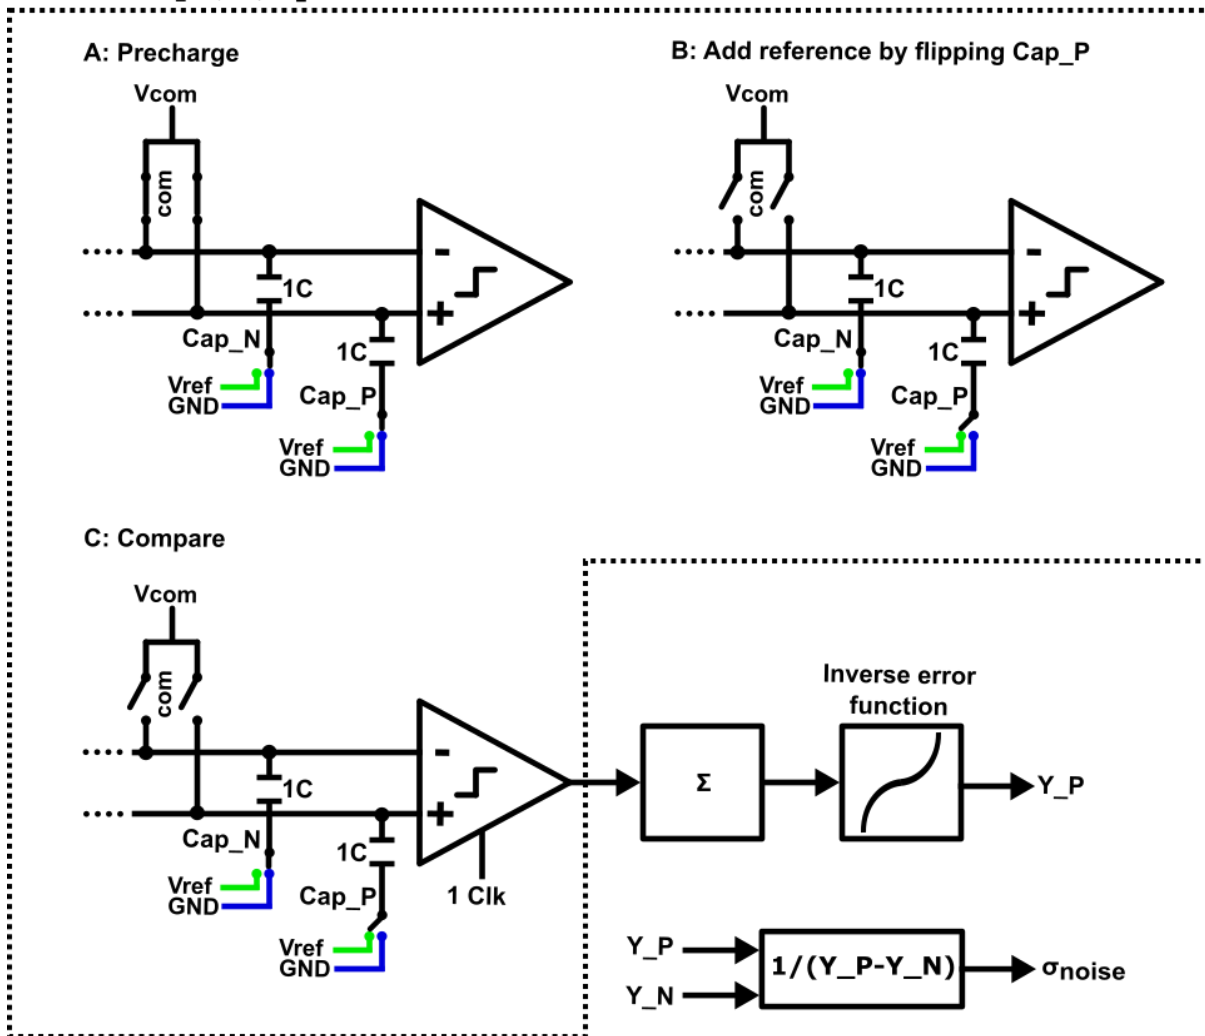 A: Precharge
Vcom
com
-
+
1C
Cap_N
Vref
GND
1C
Cap_P
Vref
GND
B: Add reference by flipping Cap_P
Vcom
com
-
+
1C
Cap_N
Vref
GND
1C
Cap_P
Vref
GND
C: Compare
Vcom
com
-
+
1C
Cap_N
Vref
GND
1C
Cap_P
Vref
GND
1 Clk
Σ
Inverse error
function
Y_P
Y_P
Y_N
1/(Y_P-Y_N)
σnoise